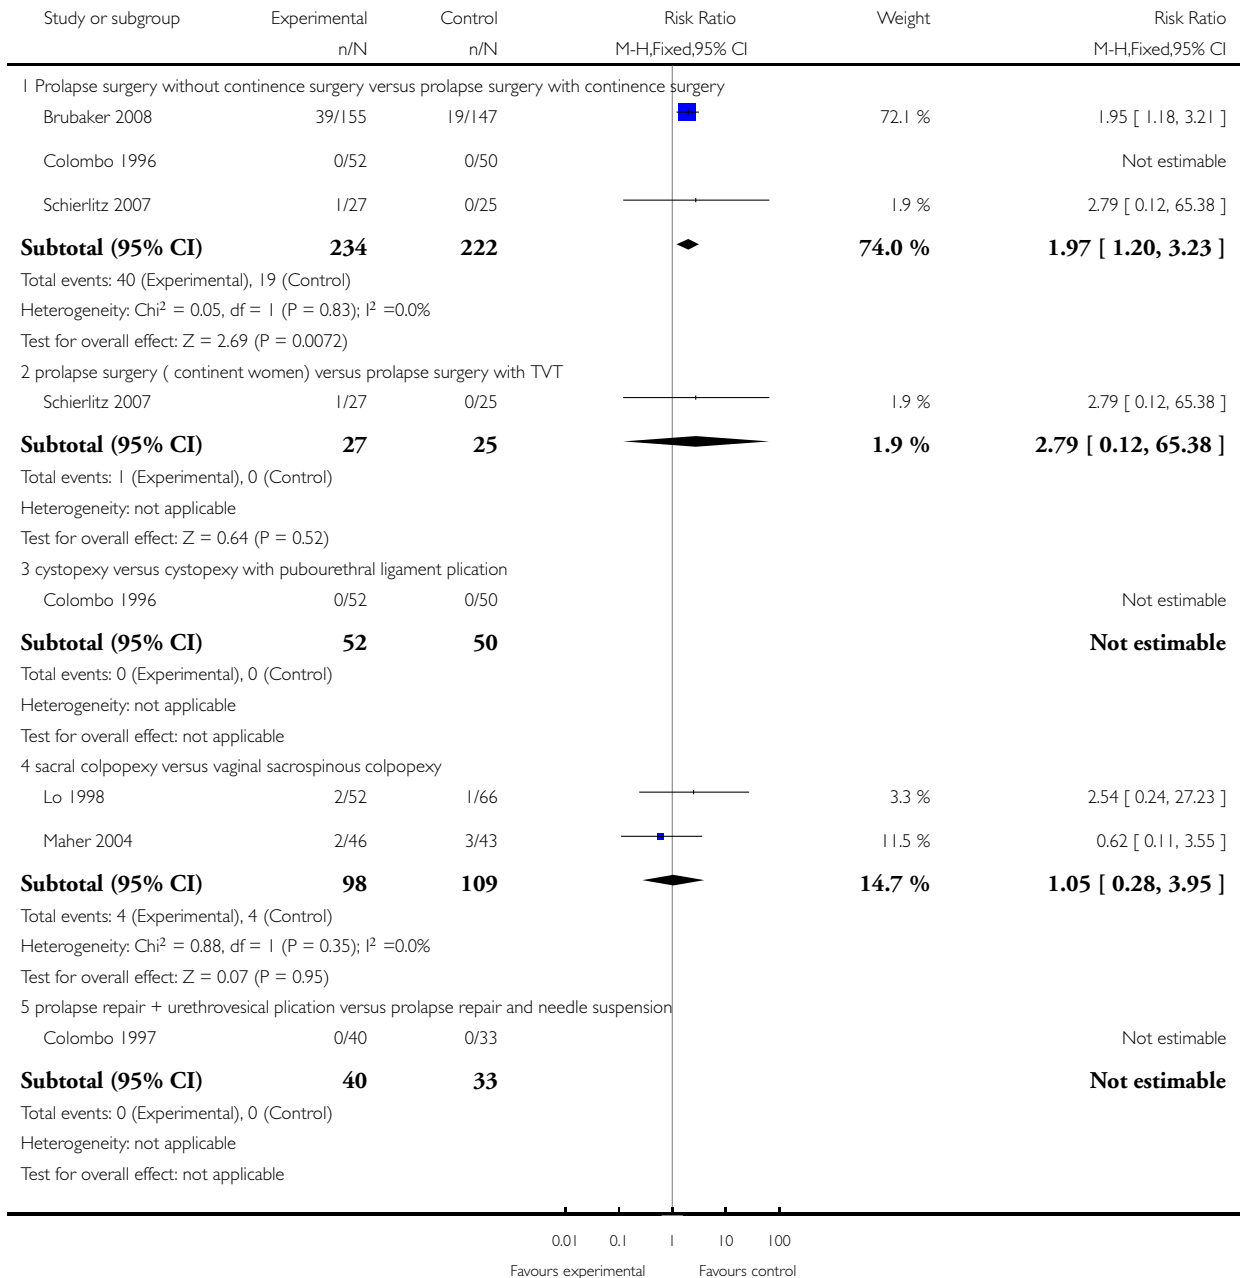 Study or subgroup Experimental Control Risk Ratio Weight Risk Ratio
n/N n/N M-H,Fixed,95% CI M-H,Fixed,95% CI
1 Prolapse surgery without continence surgery versus prolapse surgery with continence surgery
Brubaker 2008 39/155 19/147 72.1 % 1.95 [ 1.18, 3.21 ]
Colombo 1996 0/52 0/50 Not estimable
Schierlitz 2007 1/27 0/25 1.9 % 2.79 [ 0.12, 65.38 ]
Subtotal (95% CI) 234 222 74.0 % 1.97 [ 1.20, 3.23 ]
Total events: 40 (Experimental), 19 (Control)
Heterogeneity: Chi² = 0.05, df = 1 (P = 0.83); I² =0.0%
Test for overall effect: Z = 2.69 (P = 0.0072)
2 prolapse surgery ( continent women) versus prolapse surgery with TVT
Schierlitz 2007 1/27 0/25 1.9 % 2.79 [ 0.12, 65.38 ]
Subtotal (95% CI) 27 25 1.9 % 2.79 [ 0.12, 65.38 ]
Total events: 1 (Experimental), 0 (Control)
Heterogeneity: not applicable
Test for overall effect: Z = 0.64 (P = 0.52)
3 cystopexy versus cystopexy with pubourethral ligament plication
Colombo 1996 0/52 0/50 Not estimable
Subtotal (95% CI) 52 50 Not estimable
Total events: 0 (Experimental), 0 (Control)
Heterogeneity: not applicable
Test for overall effect: not applicable
4 sacral colpopexy versus vaginal sacrospinous colpopexy
Lo 1998 2/52 1/66 3.3 % 2.54 [ 0.24, 27.23 ]
Maher 2004 2/46 3/43 11.5 % 0.62 [ 0.11, 3.55 ]
Subtotal (95% CI) 98 109 14.7 % 1.05 [ 0.28, 3.95 ]
Total events: 4 (Experimental), 4 (Control)
Heterogeneity: Chi² = 0.88, df = 1 (P = 0.35); I² =0.0%
Test for overall effect: Z = 0.07 (P = 0.95)
5 prolapse repair + urethrovesical plication versus prolapse repair and needle suspension
Colombo 1997 0/40 0/33 Not estimable
Subtotal (95% CI) 40 33 Not estimable
Total events: 0 (Experimental), 0 (Control)
Heterogeneity: not applicable
Test for overall effect: not applicable
0.01 0.1 1 10 100
Favours experimental Favours control